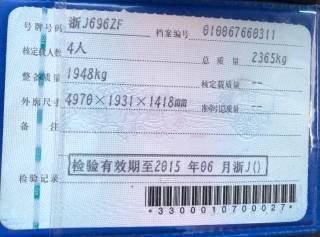 号牌号码 浙J696ZF 档案编号 010067660311
核定载人数 4人 总质量 2365kg
整备质量 1948kg 核定载质量 --
外廓尺寸 4970×1931×1418mm 准牵引总质量 --
备注
检验有效期至2015 年06 月浙J()
检验记录
*3300010700027*